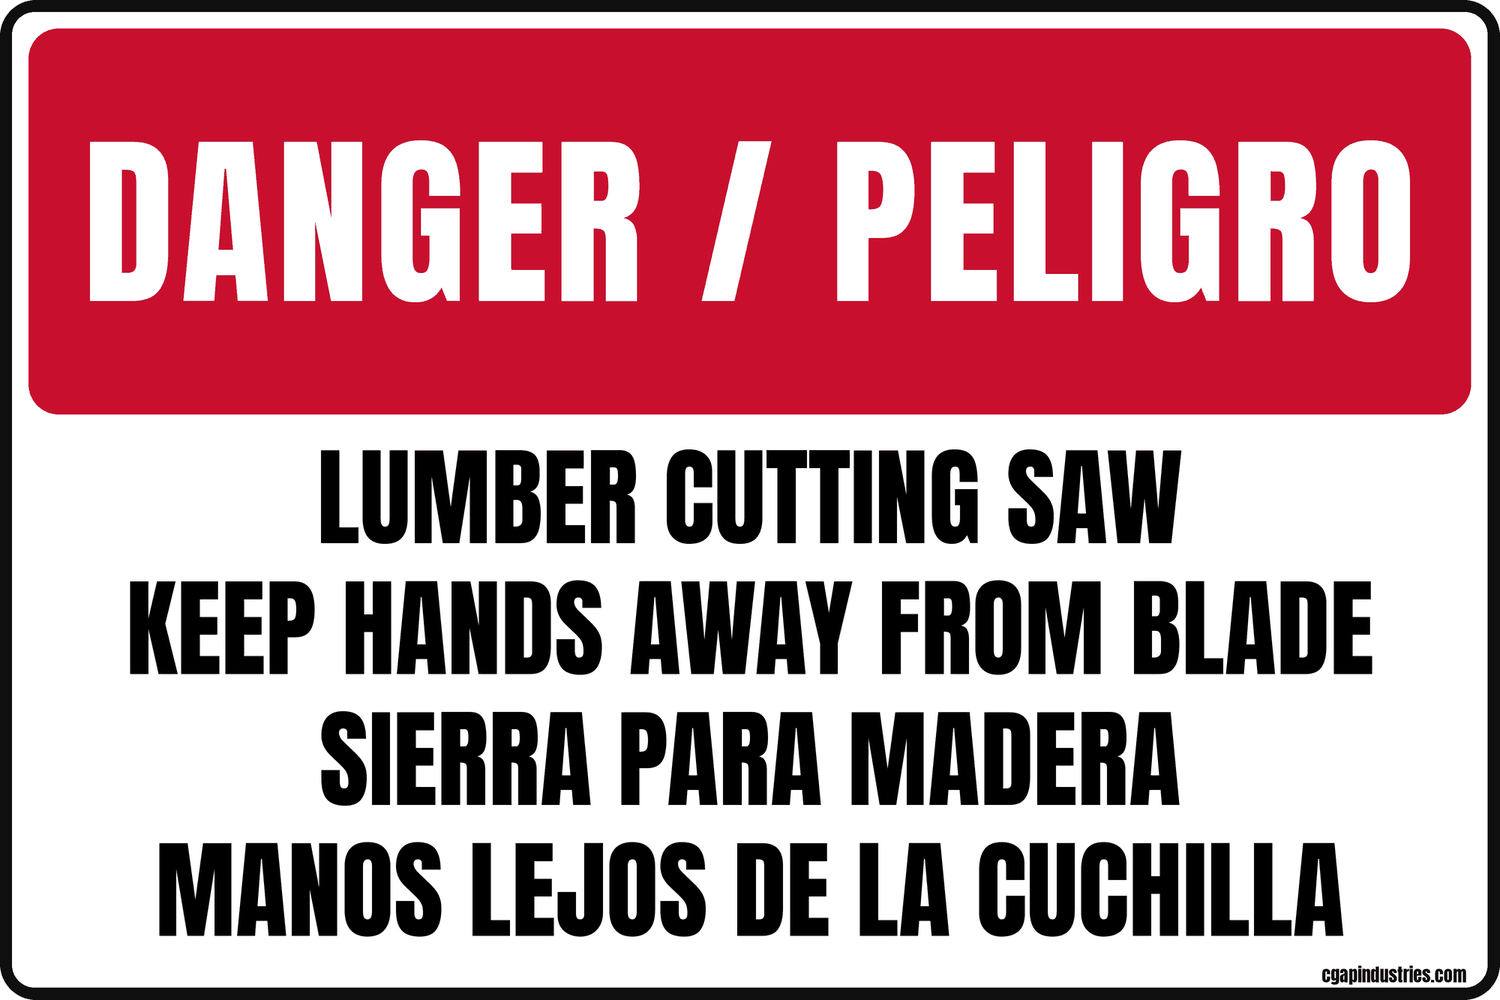 DANGER / PELIGRO
LUMBER CUTTING SAW
KEEP HANDS AWAY FROM BLADE
SIERRA PARA MADERA
MANOS LEJOS DE LA CUCHILLA
cgapindustries.com